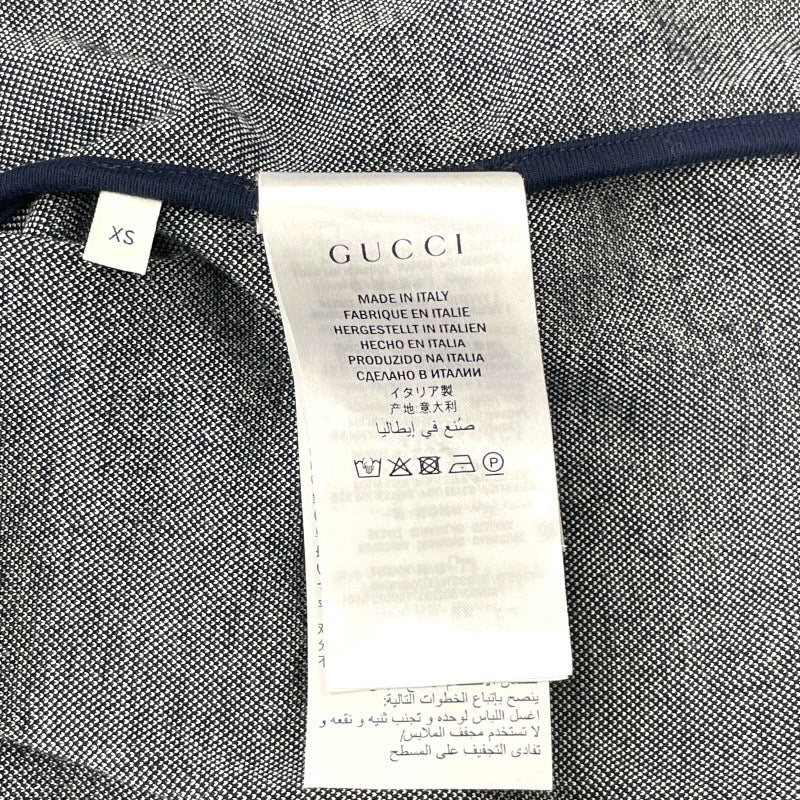 XS
GUCCI
MADE IN ITALY
FABRIQUE EN ITALIE
HERGESTELLT IN ITALIEN
HECHO EN ITALIA
PRODUZIDO NA ITALIA
СДЕЛАНО В ИТАЛИИ
イタリア製
产地:意大利
صُنع في إيطاليا
P
ينصح بإتباع الخطوات التالية:
اغسل اللباس لوحده و تجنب ثنيه و نقعه و
لا تستخدم مجفف الملابس/
تفادى التجفيف على المسطح